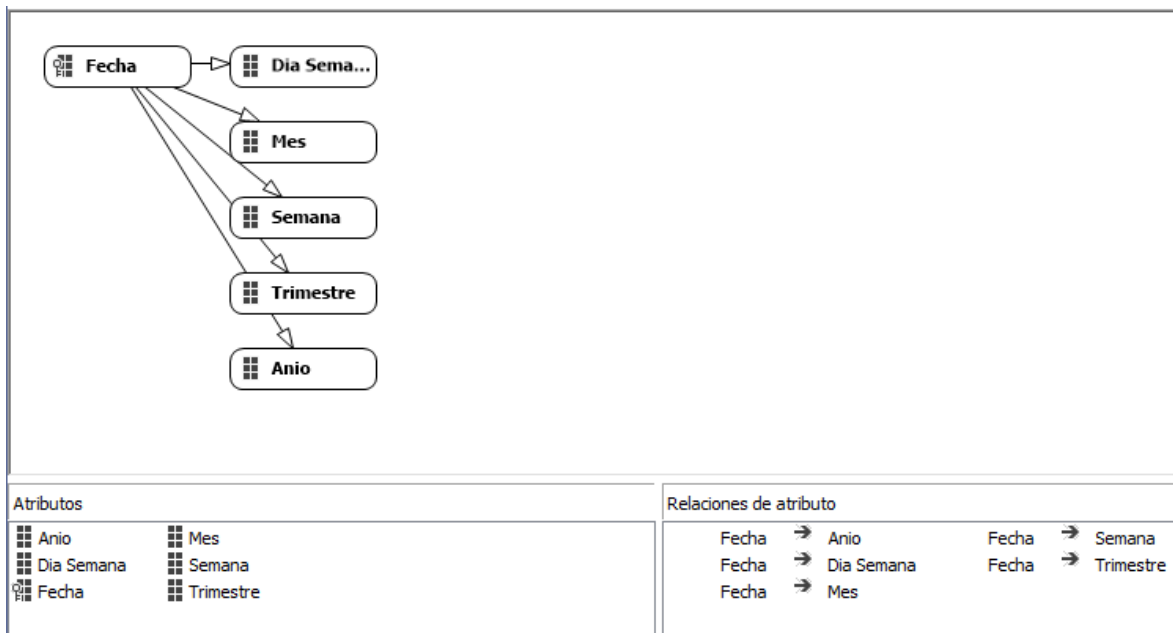 Fecha
Dia Sema...
Mes
Semana
Trimestre
Anio
Atributos
Anio Mes
Dia Semana Semana
Fecha Trimestre
Relaciones de atributo
Fecha Anio Fecha Semana
Fecha Dia Semana Fecha Trimestre
Fecha Mes